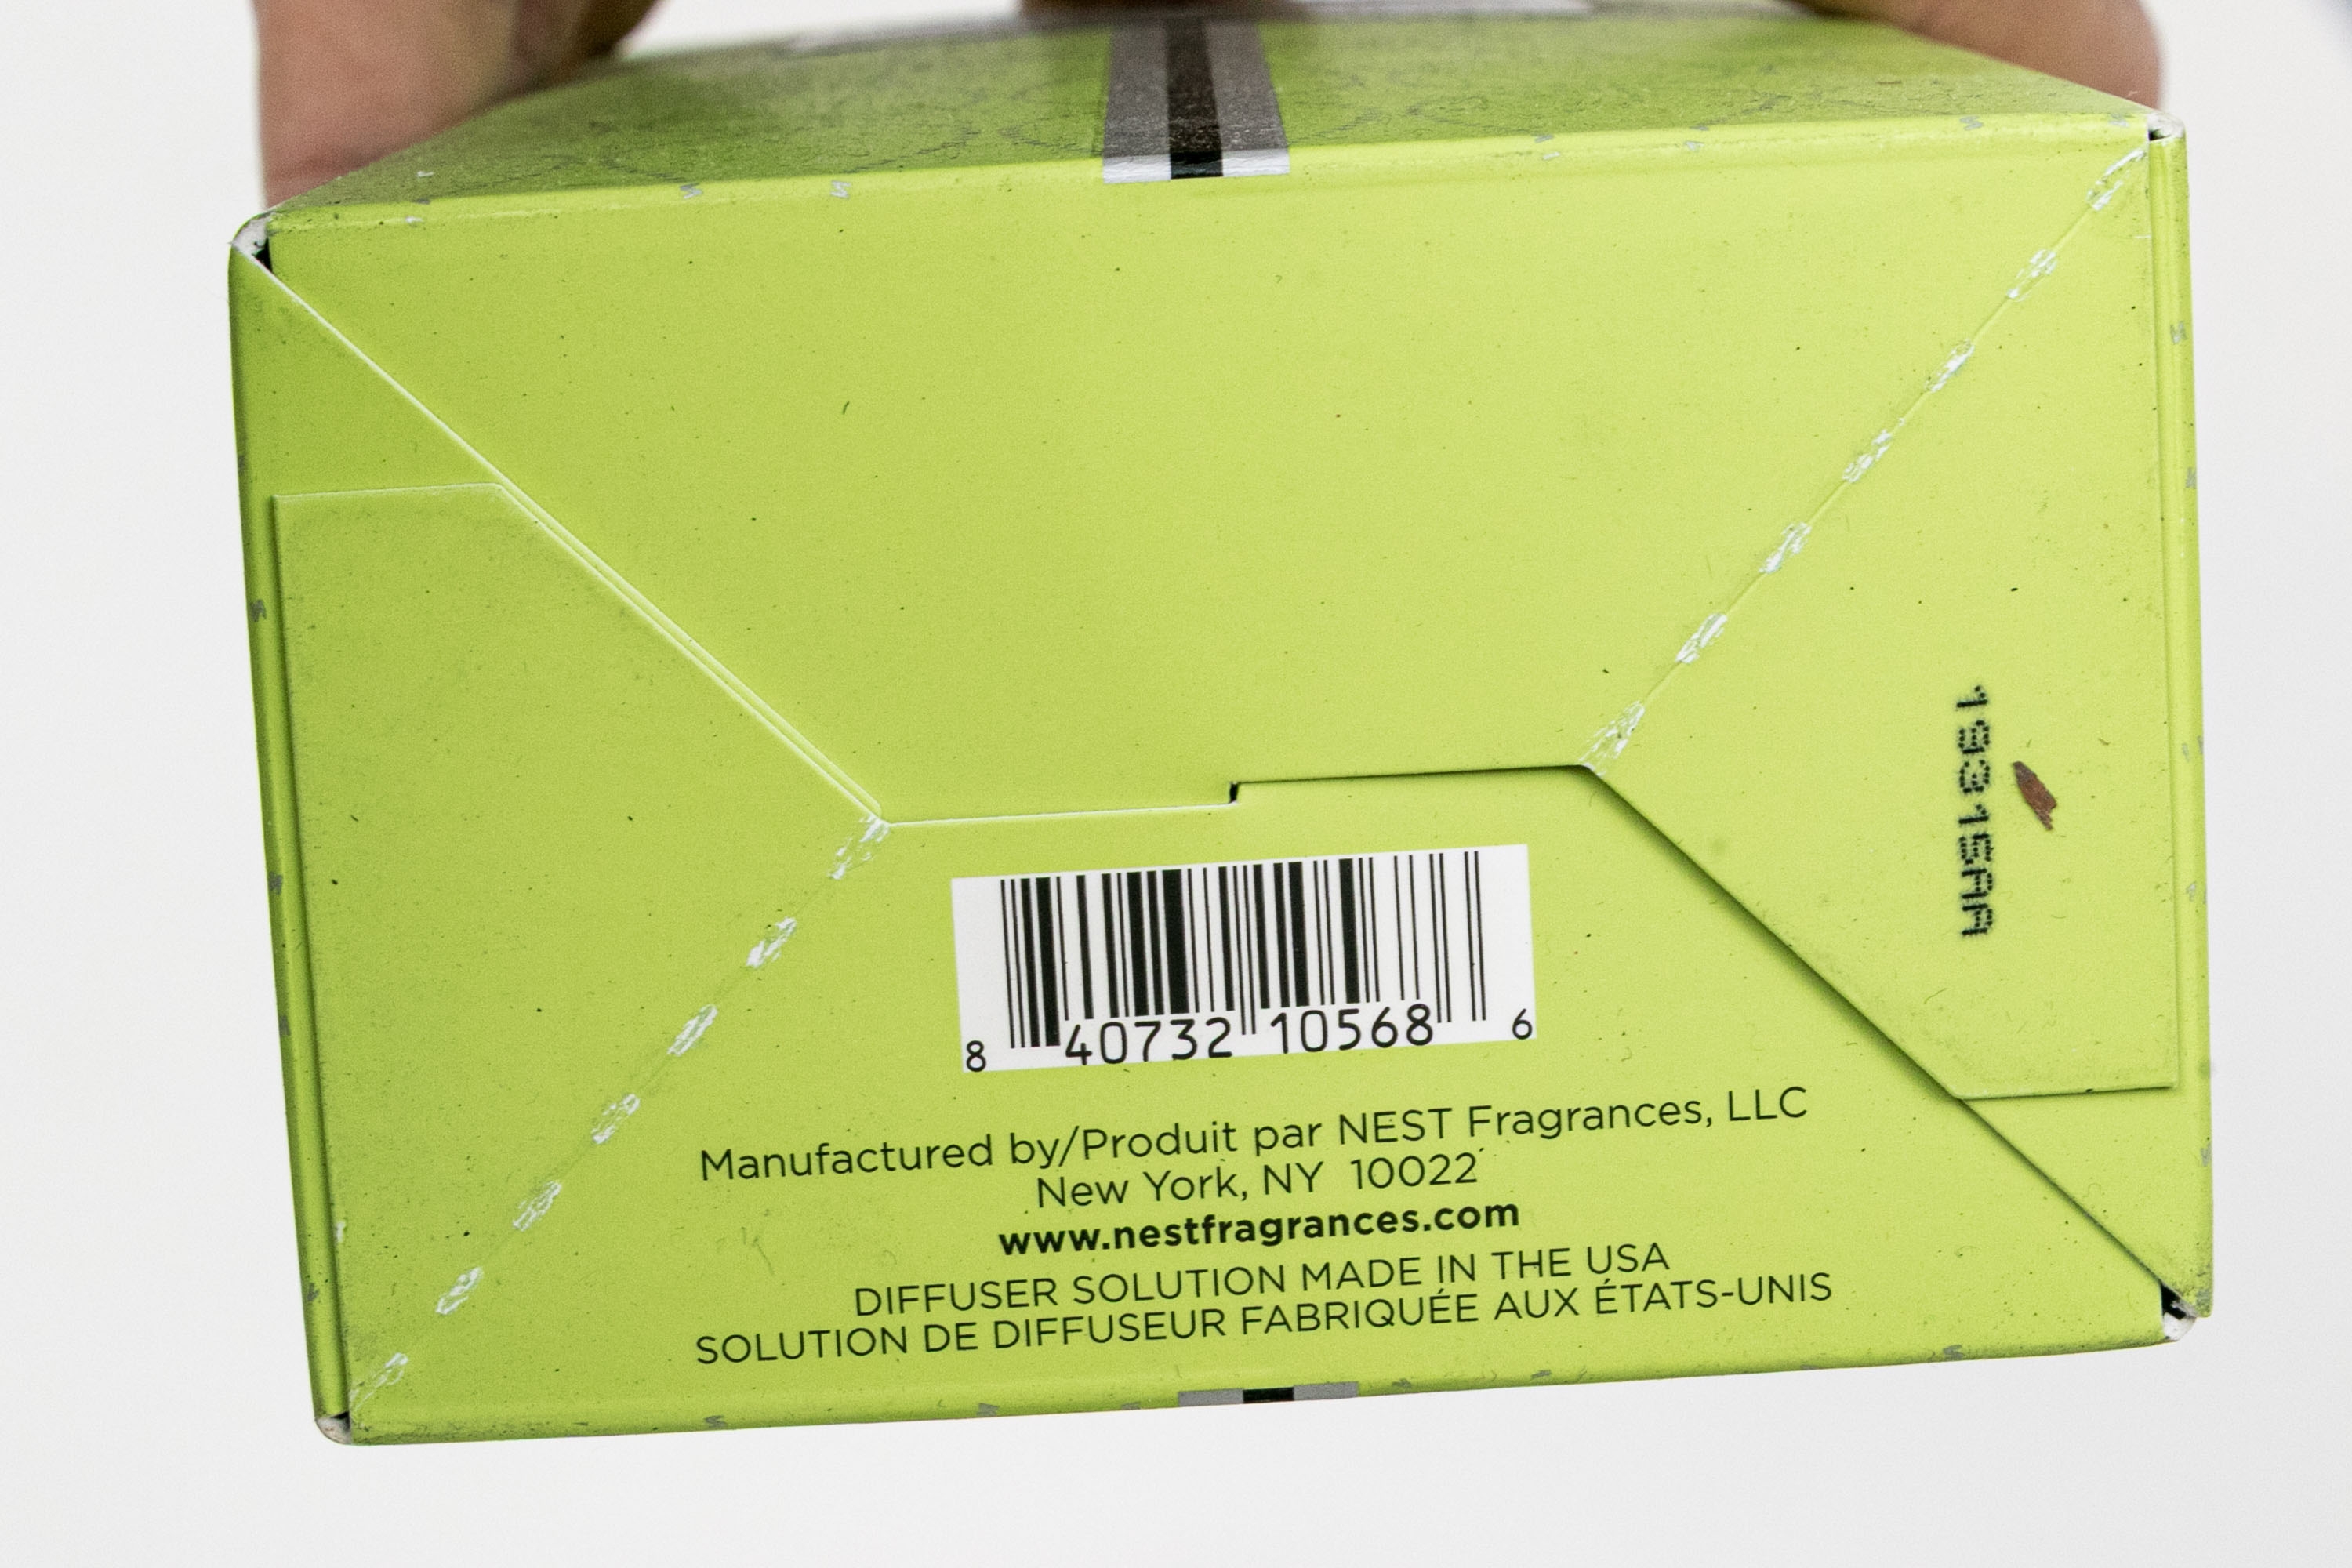 19315AA
8 40732 10568 6
Manufactured by/Produit par NEST Fragrances, LLC
New York, NY 10022
www.nestfragrances.com
DIFFUSER SOLUTION MADE IN THE USA
SOLUTION DE DIFFUSEUR FABRIQUÉE AUX ÉTATS-UNIS